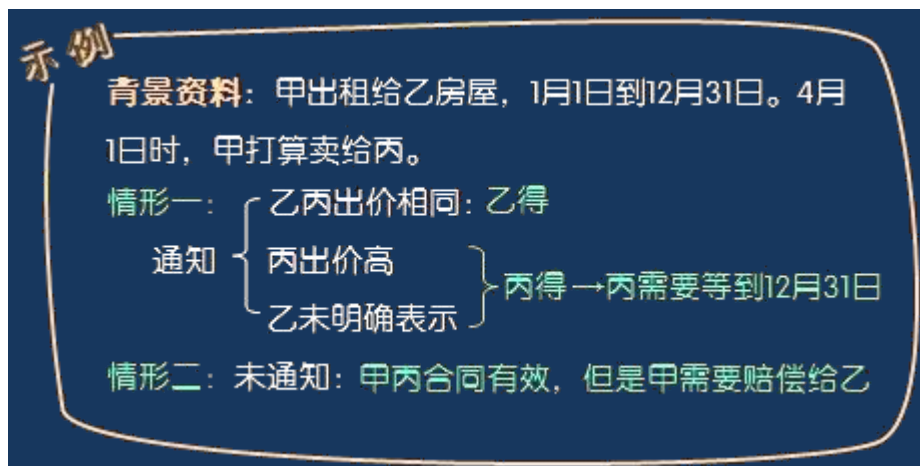 示例
背景资料：甲出租给乙房屋，1月1日到12月31日。4月
1日时，甲打算卖给丙。
情形一：
乙丙出价相同：乙得
通知
丙出价高
丙得→丙需要等到12月31日
乙未明确表示
情形二：未通知：甲丙合同有效，但是甲需要赔偿给乙